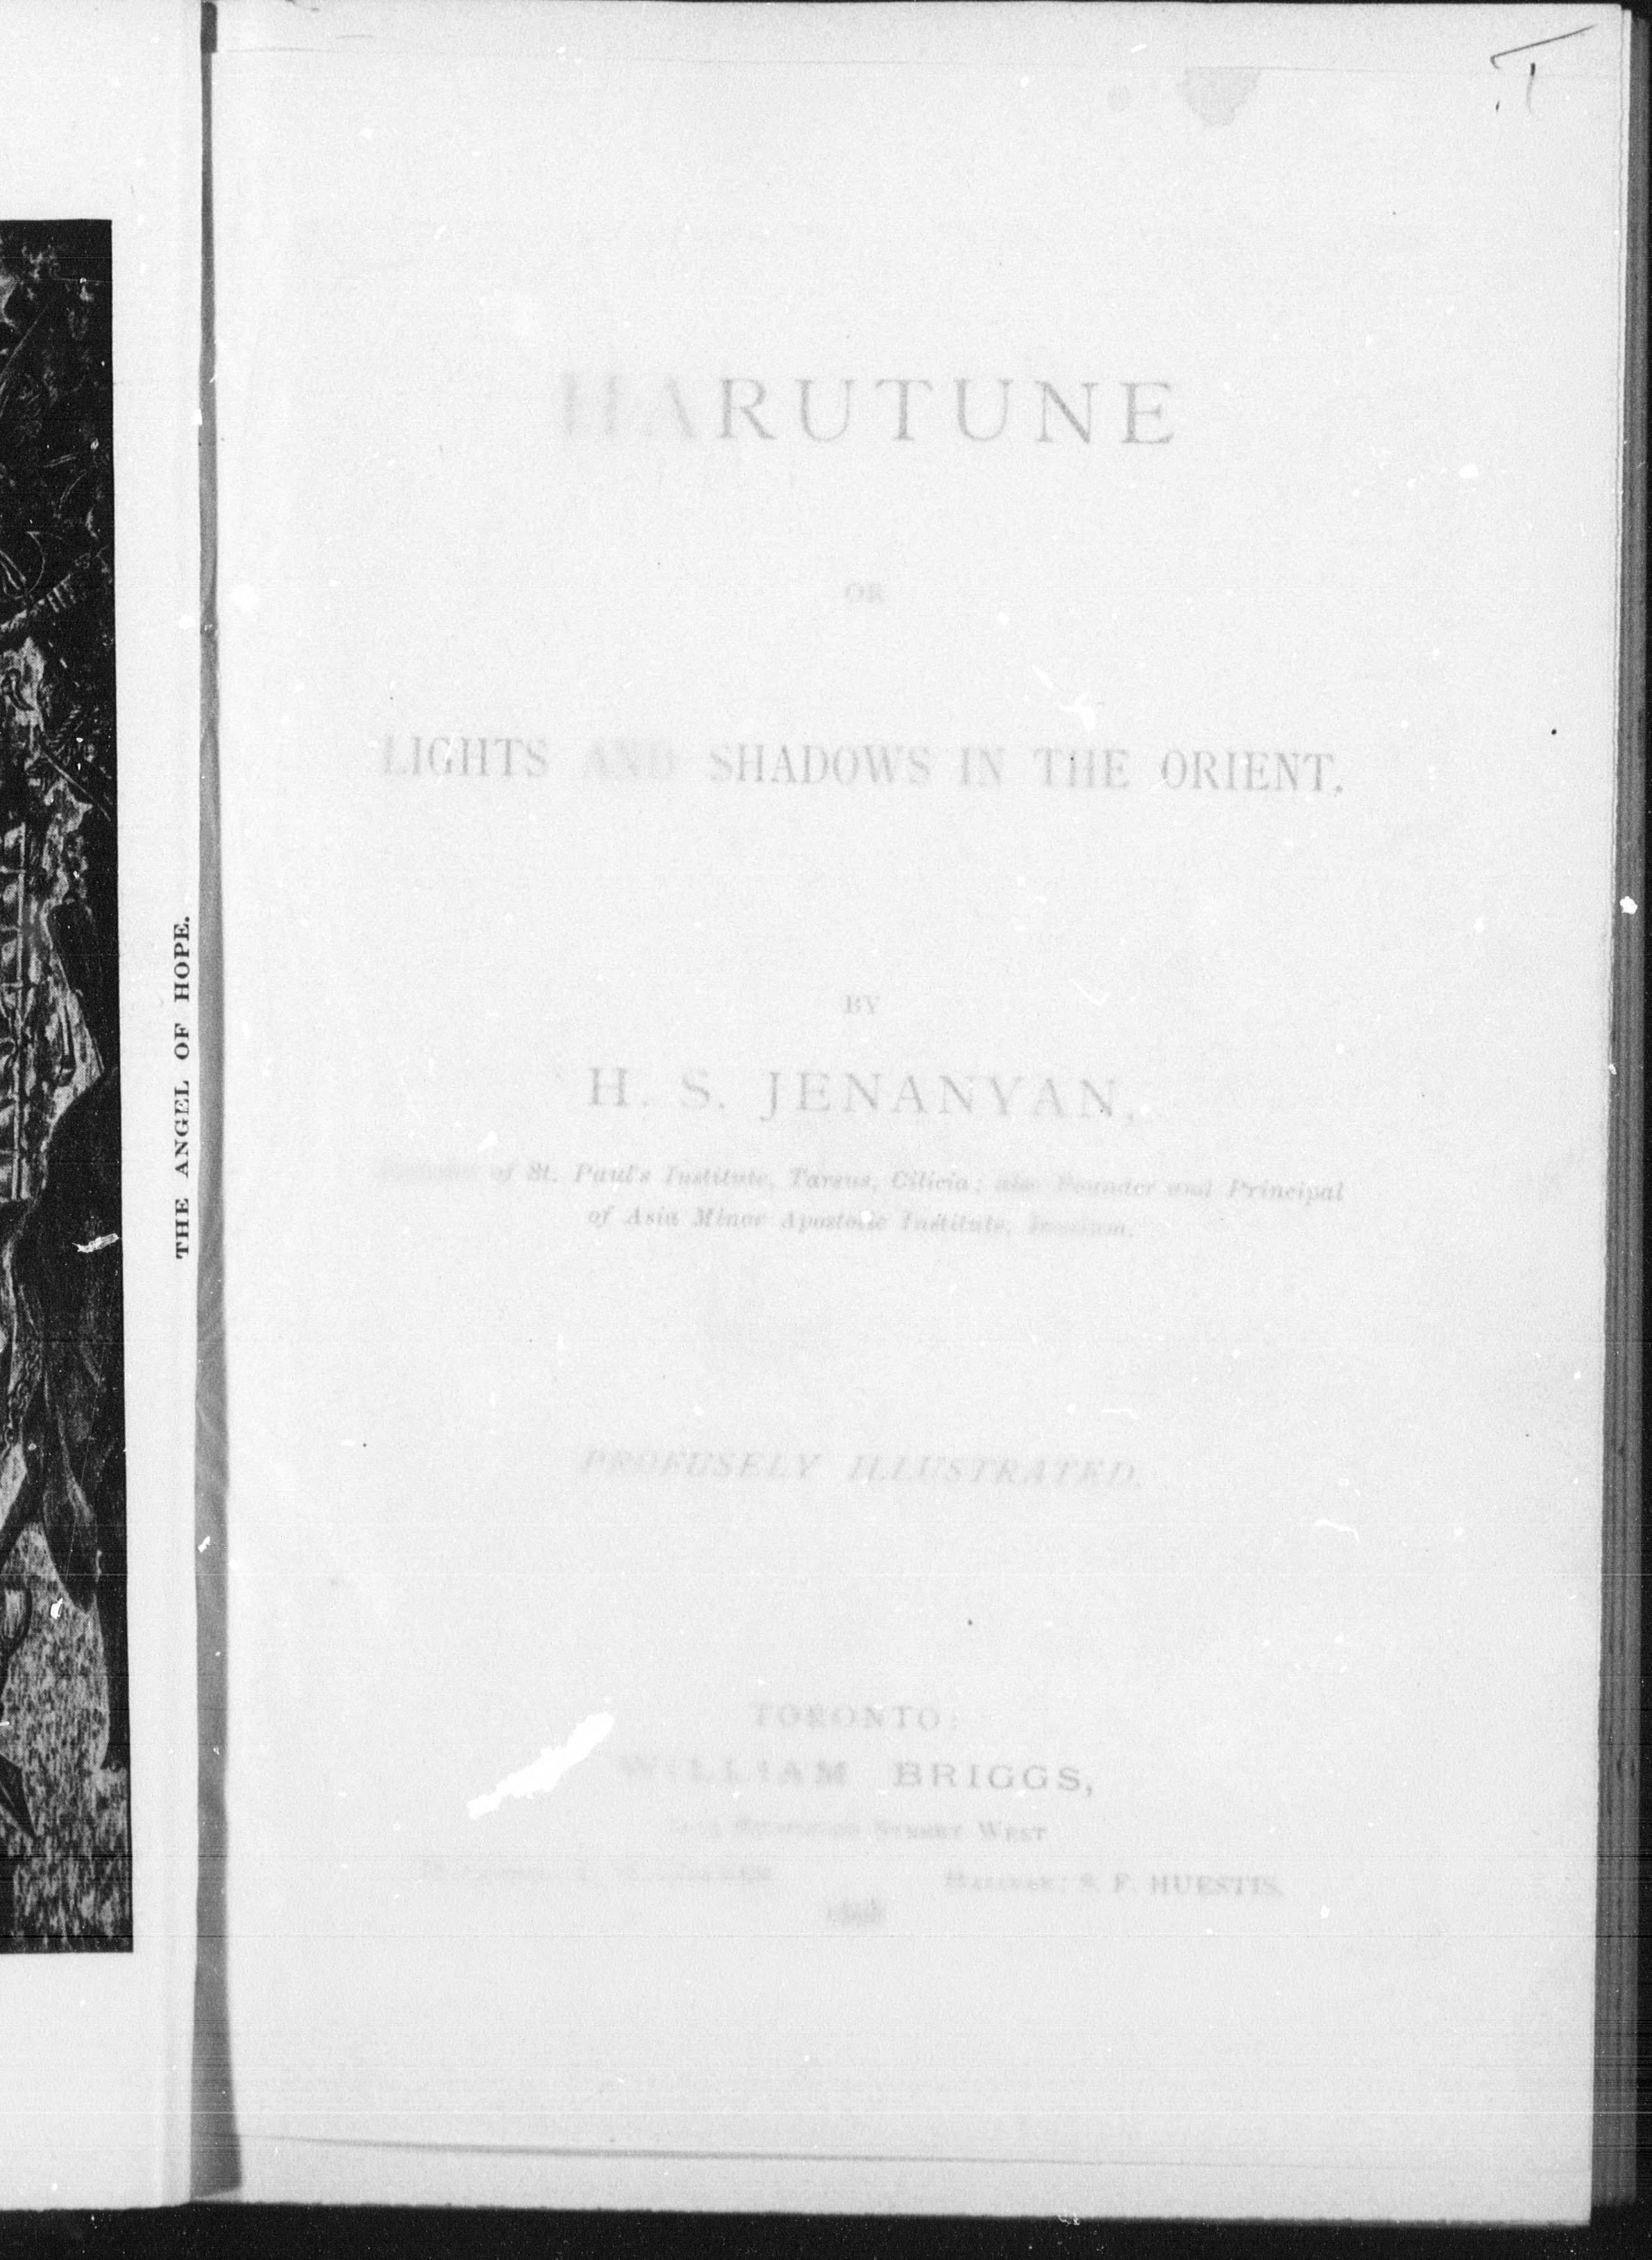 THE ANGEL OF HOPE.
HARUTUNE
OR
LIGHTS AND SHADOWS IN THE ORIENT,
BY
H. S. JENANYAN,
of St. Paul's Institute, Tarsus, Cilicia; also Founder and Principal
of Asia Minor Apostolic Institute, Iconium.
PROFUSELY ILLUSTRATED.
TORONTO:
WILLIAM BRIGGS,
STREET WEST
HALIFAX: S. F. HUESTIS.